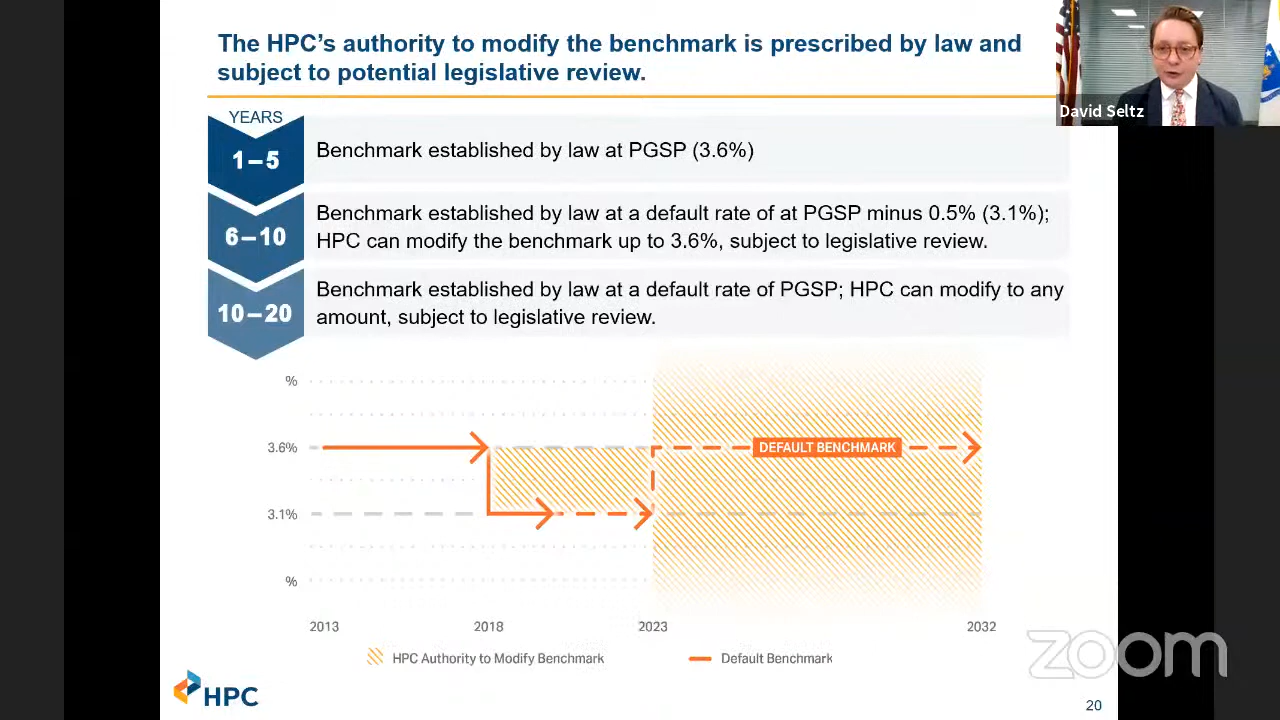 The HPC's authority to modify the benchmark is prescribed by law and
subject to potential legislative review.
David Seltz
YEARS
1–5
Benchmark established by law at PGSP (3.6%)
6–10
Benchmark established by law at a default rate of at PGSP minus 0.5% (3.1%);
HPC can modify the benchmark up to 3.6%, subject to legislative review.
10–20
Benchmark established by law at a default rate of PGSP; HPC can modify to any
amount, subject to legislative review.
%
3.6%
DEFAULT BENCHMARK
3.1%
%
2013 2018 2023 2032
HPC Authority to Modify Benchmark
Default Benchmark
zoom
HPC
20